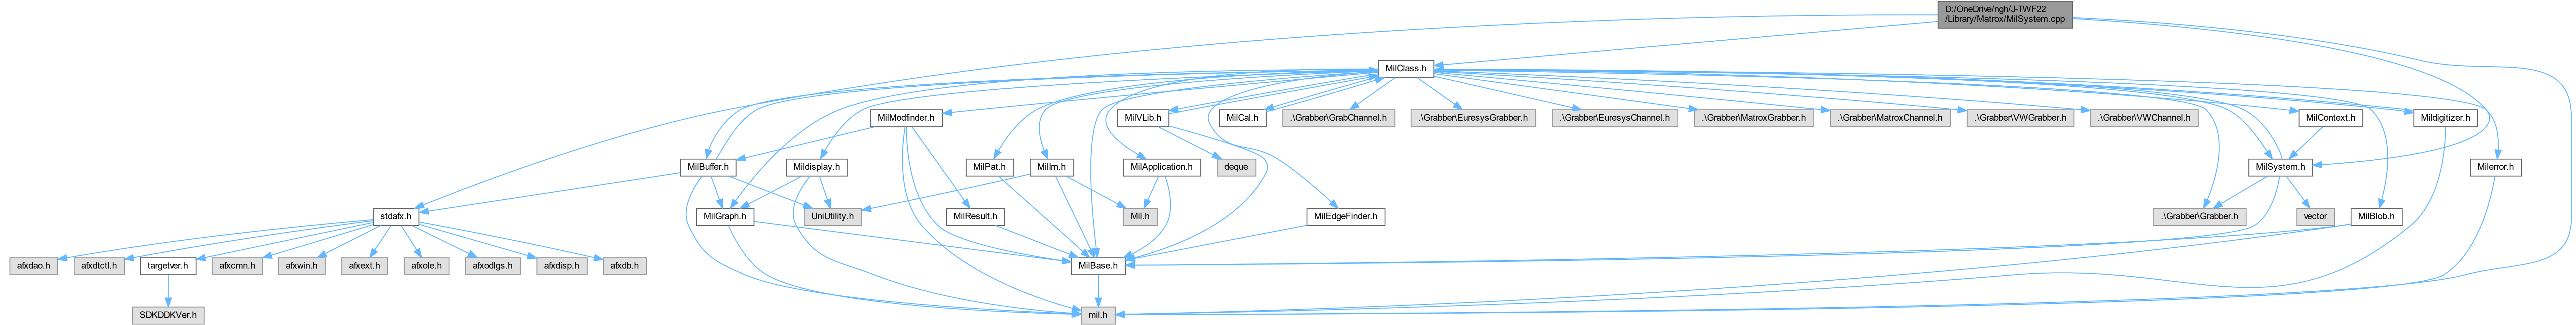 D:/OneDrive/ngh/J-TWF22
/Library/Matrox/MilSystem.cpp
MilClass.h
MilModfinder.h
MilVLib.h
MilCal.h
.\Grabber\GrabChannel.h
.\Grabber\EuresysGrabber.h
.\Grabber\EuresysChannel.h
.\Grabber\MatroxGrabber.h
.\Grabber\MatroxChannel.h
.\Grabber\VWGrabber.h
.\Grabber\VWChannel.h
MilContext.h
Mildigitizer.h
MilBuffer.h
Mildisplay.h
MilPat.h
MilIm.h
MilApplication.h
deque
MilSystem.h
Milerror.h
stdafx.h
MilGraph.h
UniUtility.h
MilResult.h
Mil.h
MilEdgeFinder.h
.\Grabber\Grabber.h
vector
MilBlob.h
afxdao.h
afxdtctl.h
targetver.h
afxcmn.h
afxwin.h
afxext.h
afxole.h
afxodlgs.h
afxdisp.h
afxdb.h
MilBase.h
SDKDDKVer.h
mil.h